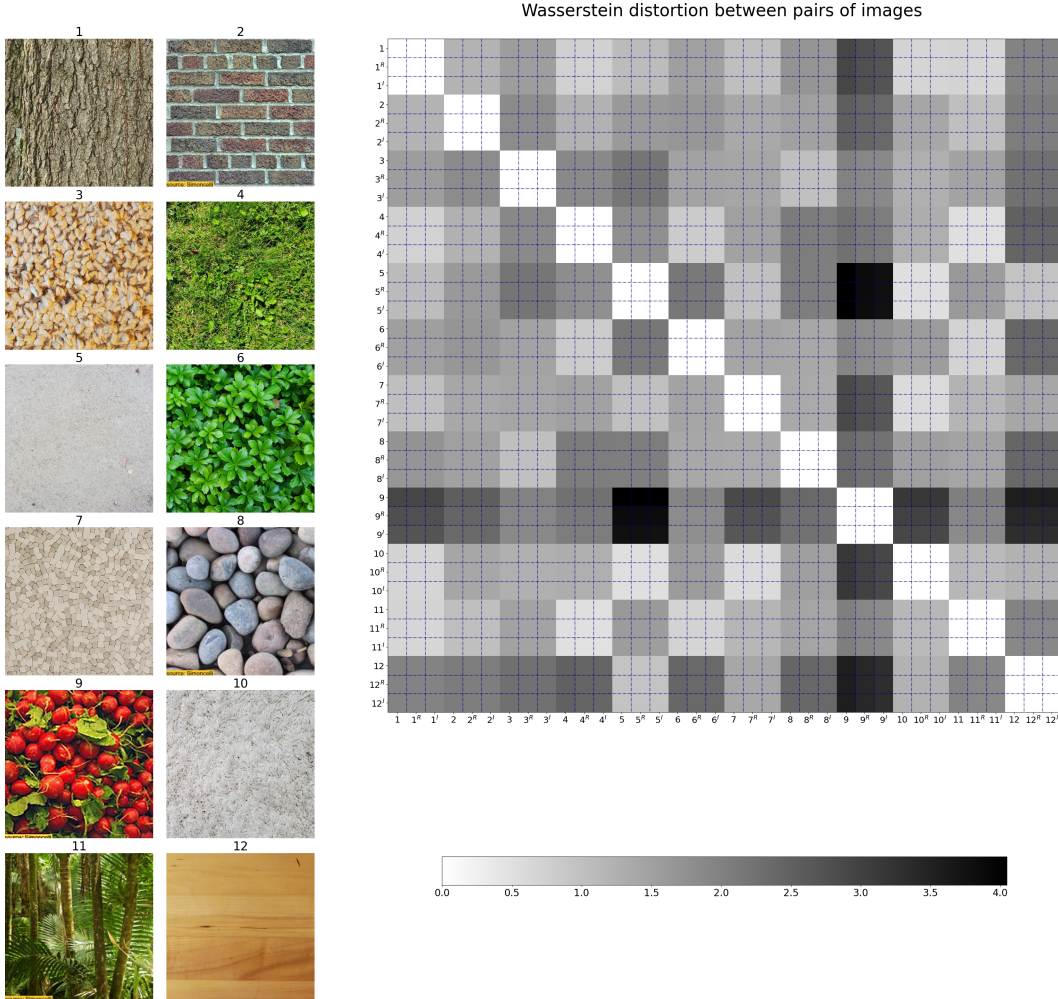 Wasserstein distortion between pairs of images
1
2
source: Simoncelli
3
4
5
6
7
8
source: Simoncelli
9
10
source: Simoncelli
11
12
source: Simoncelli
1
1^R
1^I
2
2^R
2^I
3
3^R
3^I
4
4^R
4^I
5
5^R
5^I
6
6^R
6^I
7
7^R
7^I
8
8^R
8^I
9
9^R
9^I
10
10^R
10^I
11
11^R
11^I
12
12^R
12^I
1 1^R 1^I 2 2^R 2^I 3 3^R 3^I 4 4^R 4^I 5 5^R 5^I 6 6^R 6^I 7 7^R 7^I 8 8^R 8^I 9 9^R 9^I 10 10^R 10^I 11 11^R 11^I 12 12^R 12^I
0.0 0.5 1.0 1.5 2.0 2.5 3.0 3.5 4.0